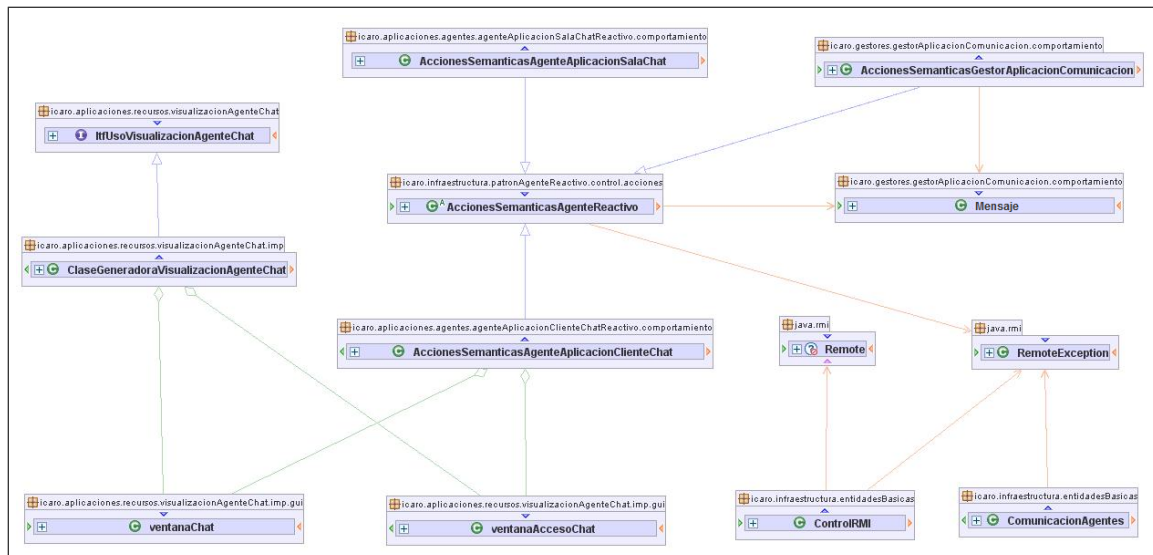 icaro.aplicaciones.agentes.agenteAplicacionSalaChatReactivo.comportamiento
AccionesSemanticasAgenteAplicacionSalaChat
icaro.gestores.gestorAplicacionComunicacion.comportamiento
AccionesSemanticasGestorAplicacionComunicacion
icaro.aplicaciones.recursos.visualizacionAgenteChat
ItfUsoVisualizacionAgenteChat
icaro.infraestructura.patronAgenteReactivo.control.acciones
AccionesSemanticasAgenteReactivo
icaro.gestores.gestorAplicacionComunicacion.comportamiento
Mensaje
icaro.aplicaciones.recursos.visualizacionAgenteChat.imp
ClaseGeneradoraVisualizacionAgenteChat
icaro.aplicaciones.agentes.agenteAplicacionClienteChatReactivo.comportamiento
AccionesSemanticasAgenteAplicacionClienteChat
java.rmi
Remote
java.rmi
RemoteException
icaro.aplicaciones.recursos.visualizacionAgenteChat.imp.gui
ventanaChat
icaro.aplicaciones.recursos.visualizacionAgenteChat.imp.gui
ventanaAccesoChat
icaro.infraestructura.entidadesBasicas
ControlRMI
icaro.infraestructura.entidadesBasicas
ComunicacionAgentes